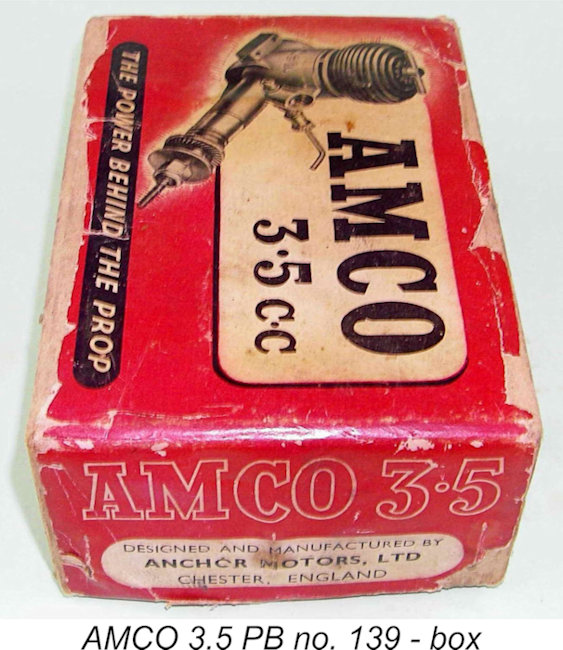 THE POWER BEHIND THE PROP
AMCO
3·5 C·C
AMCO 3·5
DESIGNED AND MANUFACTURED BY
ANCHOR MOTORS, LTD
CHESTER, ENGLAND
AMCO 3.5 PB no. 139 - box